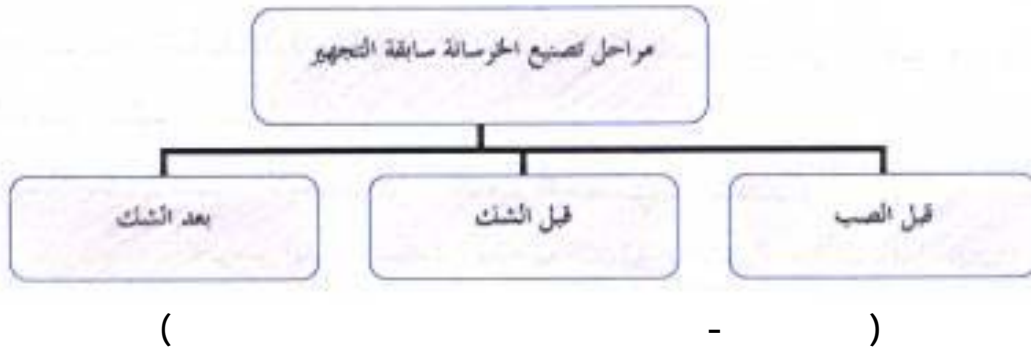 مراحل تصنيع الخرسانة سابقة التجهيز
قبل الصب
قبل الشك
بعد الشك
( - )